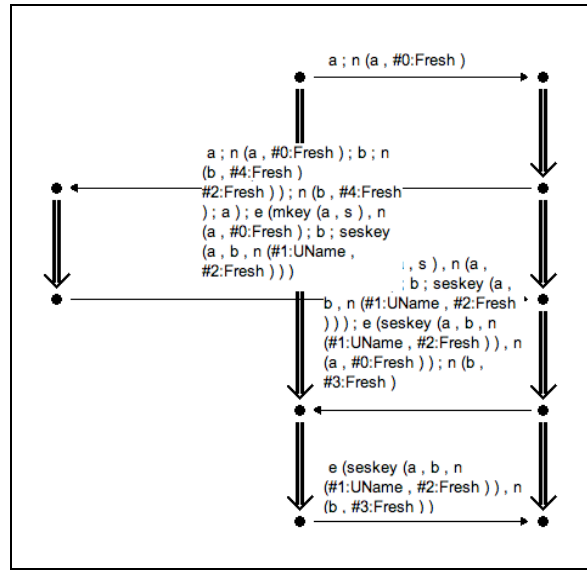 a ; n (a , #0:Fresh )
a ; n (a , #0:Fresh ) ; b ; n
(b , #4:Fresh )
#2:Fresh ) ) ; n (b , #4:Fresh
) ; a ) ; e (mkey (a , s ) , n
(a , #0:Fresh ) ; b ; seskey
(a , b , n (#1:UName ,
#2:Fresh ) ) )
, s ) , n (a ,
; b ; seskey (a ,
b , n (#1:UName , #2:Fresh
) ) ) ; e (seskey (a , b , n
(#1:UName , #2:Fresh ) ) , n
(a , #0:Fresh ) ) ; n (b ,
#3:Fresh )
e (seskey (a , b , n
(#1:UName , #2:Fresh ) ) , n
(b , #3:Fresh ) )